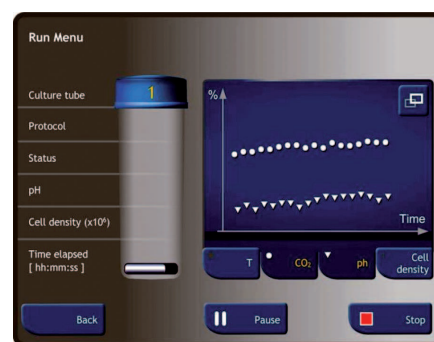 Run Menu
Culture tube
1
Protocol
Status
pH
Cell density (x10⁶)
Time elapsed
[ hh:mm:ss ]
%
Time
T
CO₂
ph
Cell
density
Back
Pause
Stop